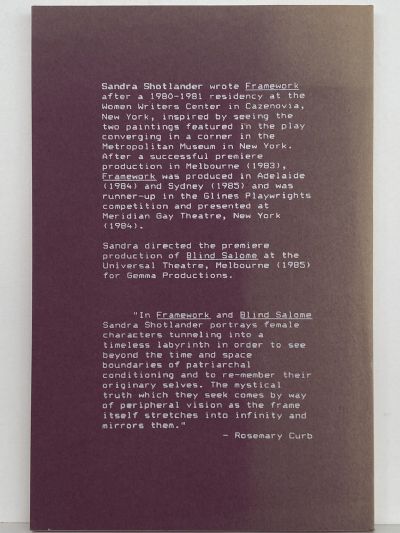 Sandra Shotlander wrote Framework
after a 1980-1981 residency at the
Women Writers Center in Cazenovia,
New York, inspired by seeing the
two paintings featured in the play
converging in a corner in the
Metropolitan Museum in New York.
After a successful premiere
production in Melbourne (1983),
Framework was produced in Adelaide
(1984) and Sydney (1985) and was
runner-up in the Glines Playwrights
competition and presented at
Meridian Gay Theatre, New York
(1984).
Sandra directed the premiere
production of Blind Salome at the
Universal Theatre, Melbourne (1985)
for Gemma Productions.
"In Framework and Blind Salome
Sandra Shotlander portrays female
characters tunneling into a
timeless labyrinth in order to see
beyond the time and space
boundaries of patriarchal
conditioning and to re-member their
originary selves. The mystical
truth which they seek comes by way
of peripheral vision as the frame
itself stretches into infinity and
mirrors them."
- Rosemary Curb